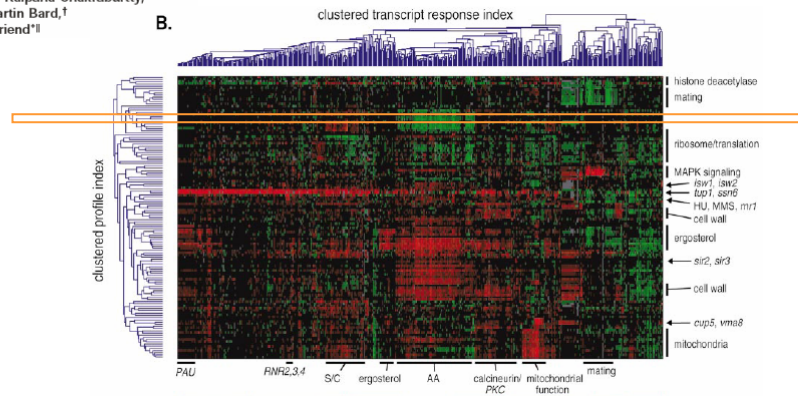 Kalpana Chakrabartty,
artin Bard,†
riend*||
B.
clustered transcript response index
clustered profile index
histone deacetylase
mating
ribosome/translation
MAPK signaling
isw1, isw2
tup1, ssn6
HU, MMS, rnr1
cell wall
ergosterol
sir2, sir3
cell wall
cup5, vma8
mitochondria
PAU
RNR2,3,4
S/C
ergosterol
AA
calcineurin/
PKC
mitochondrial
function
mating